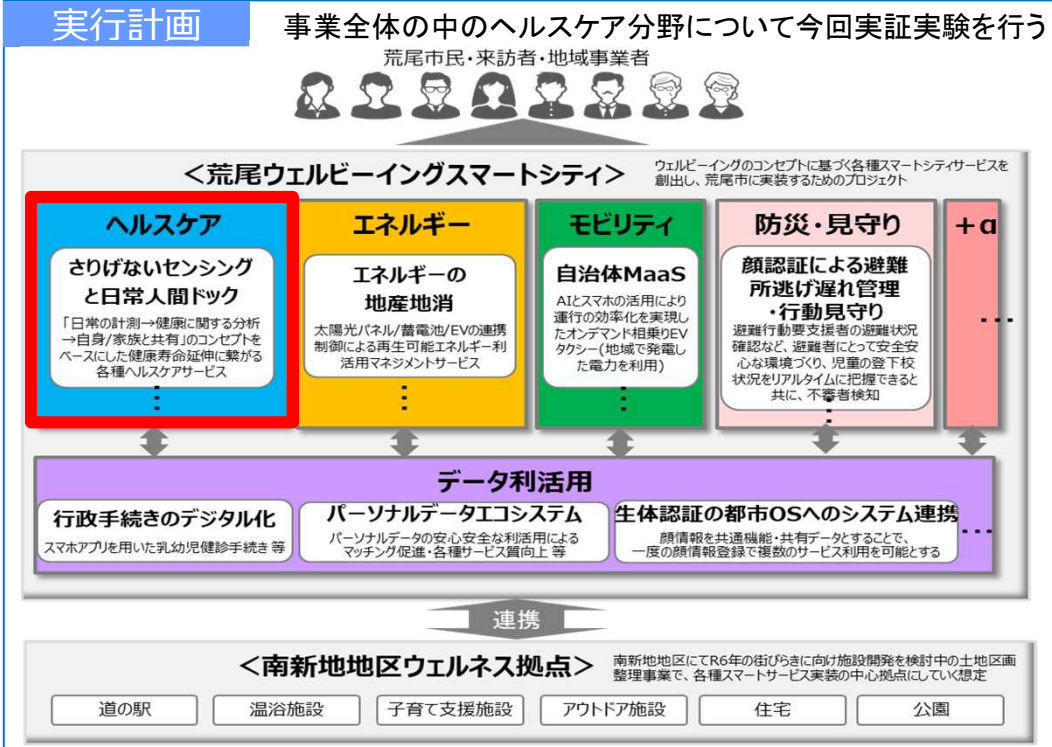 実行計画
事業全体の中のヘルスケア分野について今回実証実験を行う
荒尾市民・来訪者・地域事業者
<荒尾ウェルビーイングスマートシティ>
ウェルビーイングのコンセプトに基づく各種スマートシティサービスを
創出し、荒尾市に実装するためのプロジェクト
ヘルスケア
さりげないセンシング
と日常人間ドック
「日常の計測→健康に関する分析
→自身/家族と共有」のコンセプトを
ベースにした健康寿命延伸に繋がる
各種ヘルスケアサービス
⋮
エネルギー
エネルギーの
地産地消
太陽光パネル/蓄電池/EVの連携
制御による再生可能エネルギー利
活用マネジメントサービス
⋮
モビリティ
自治体MaaS
AIとスマホの活用により
運行の効率化を実現し
たオンデマンド相乗りEV
タクシー(地域で発電し
た電力を利用)
⋮
防災・見守り
顔認証による避難
所逃げ遅れ管理
・行動見守り
避難行動要支援者の避難状況
確認など、避難者にとって安全安
心な環境づくり、児童の登下校
状況をリアルタイムに把握できると
共に、不審者検知
⋮
+α
…
データ利活用
行政手続きのデジタル化
スマホアプリを用いた乳幼児健診手続き 等
パーソナルデータエコシステム
パーソナルデータの安心安全な利活用による
マッチング促進・各種サービス質向上 等
生体認証の都市OSへのシステム連携
顔情報を共通機能・共有データとすることで、
一度の顔情報登録で複数のサービス利用を可能とする
…
連携
<南新地地区ウェルネス拠点>
南新地地区にてR6年の街びらきに向け施設開発を検討中の土地区画
整理事業で、各種スマートサービス実装の中心拠点にしていく想定
道の駅
温浴施設
子育て支援施設
アウトドア施設
住宅
公園